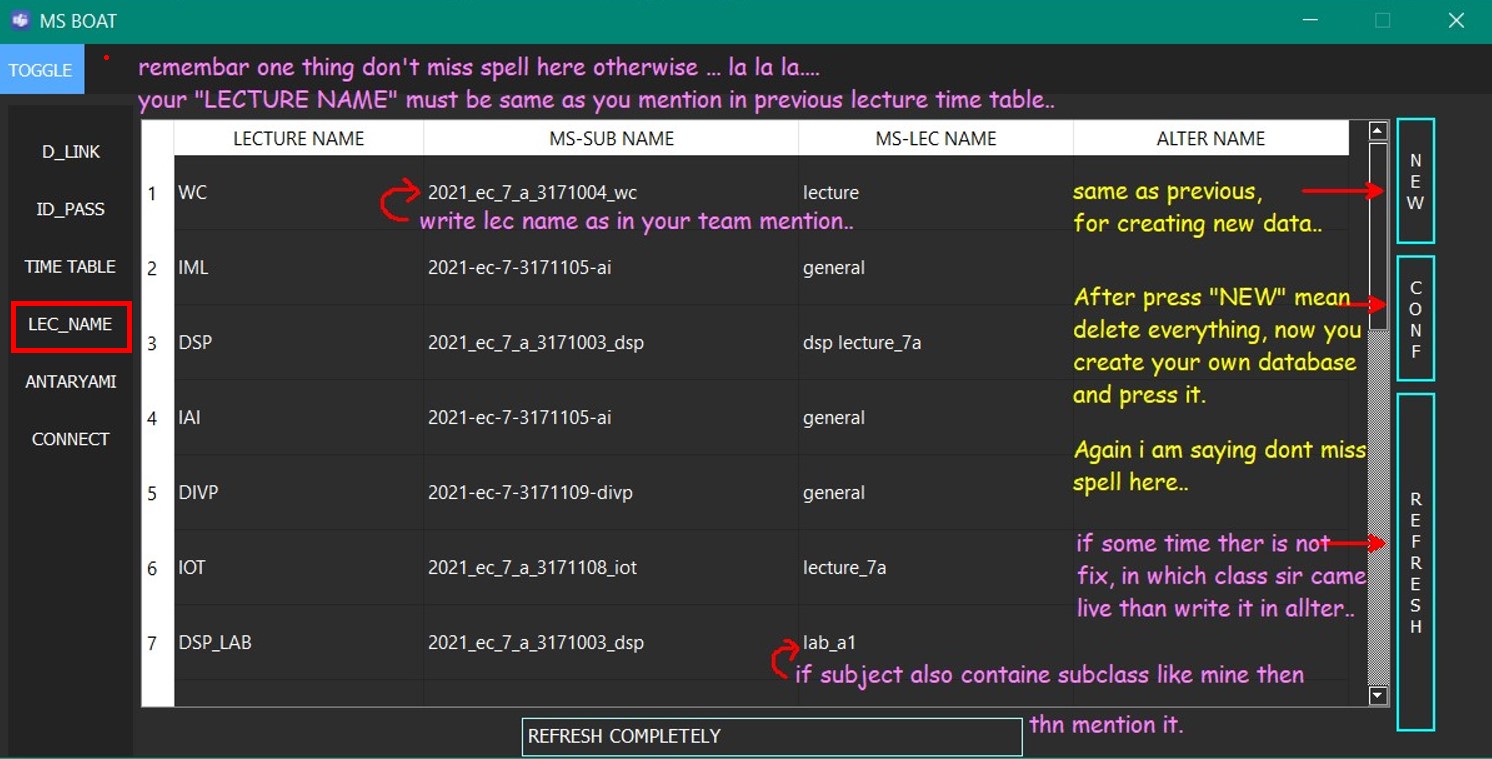 MS BOAT
TOGGLE
remembar one thing don't miss spell here otherwise ... la la la....
your "LECTURE NAME" must be same as you mention in previous lecture time table..
D_LINK
ID_PASS
TIME TABLE
LEC_NAME
ANTARYAMI
CONNECT
LECTURE NAME MS-SUB NAME MS-LEC NAME ALTER NAME
1 WC 2021_ec_7_a_3171004_wc lecture
write lec name as in your team mention..
2 IML 2021-ec-7-3171105-ai general
3 DSP 2021_ec_7_a_3171003_dsp dsp lecture_7a
4 IAI 2021-ec-7-3171105-ai general
5 DIVP 2021-ec-7-3171109-divp general
6 IOT 2021_ec_7_a_3171108_iot lecture_7a
7 DSP_LAB 2021_ec_7_a_3171003_dsp lab_a1
if subject also containe subclass like mine then
thn mention it.
same as previous,
for creating new data..
After press "NEW" mean
delete everything, now you
create your own database
and press it.
Again i am saying dont miss
spell here..
if some time ther is not
fix, in which class sir came
live than write it in allter..
NEW
CONF
REFRESH
REFRESH COMPLETELY